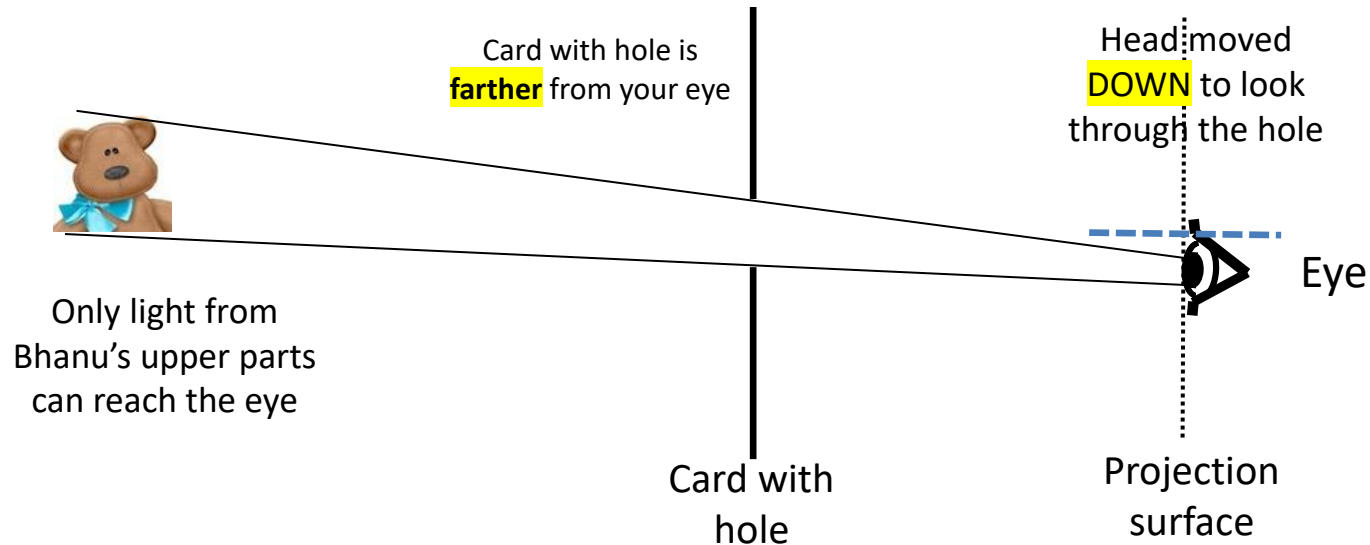 Card with hole is
farther from your eye
Head moved
DOWN to look
through the hole
Eye
Only light from
Bhanu's upper parts
can reach the eye
Card with
hole
Projection
surface